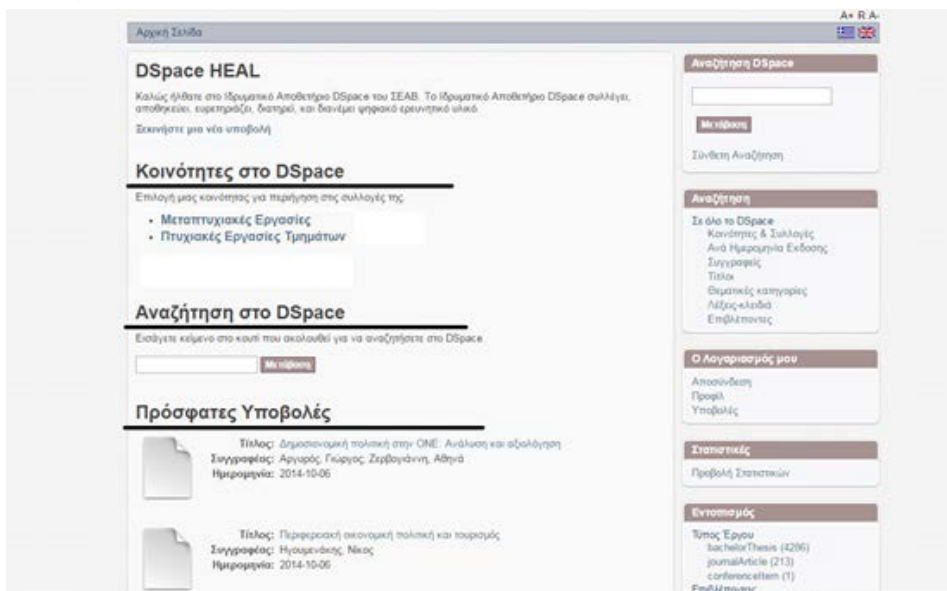 A+ R A-
Αρχική Σελίδα
DSpace HEAL
Καλώς ήλθατε στο Ιδρυματικό Αποθετήριο DSpace του ΣΕΑΒ. Το Ιδρυματικό Αποθετήριο DSpace συλλέγει,
αποθηκεύει, ευρετηριάζει, διατηρεί, και διανέμει ψηφιακό ερευνητικό υλικό.
Ξεκινήστε μια νέα υποβολή
Κοινότητες στο DSpace
Επιλογή μιας κοινότητας για περιήγηση στις συλλογές της.
• Μεταπτυχιακές Εργασίες
• Πτυχιακές Εργασίες Τμημάτων
Αναζήτηση στο DSpace
Εισάγετε κείμενο στο κουτί που ακολουθεί για να αναζητήσετε στο DSpace
Μετάβαση
Πρόσφατες Υποβολές
Τίτλος: Δημοσιονομική πολιτική στην ΟΝΕ: Ανάλυση και αξιολόγηση
Συγγραφέας: Αργυρός, Γιώργος; Ζερβογιάννη, Αθηνά
Ημερομηνία: 2014-10-06
Τίτλος: Περιφερειακή οικονομική πολιτική και τουρισμός
Συγγραφέας: Ηγουμενάκης, Νίκος
Ημερομηνία: 2014-10-06
Αναζήτηση DSpace
Μετάβαση
Σύνθετη Αναζήτηση
Αναζήτηση
Σε όλο το DSpace
Κοινότητες & Συλλογές
Ανά Ημερομηνία Εκδοσης
Συγγραφείς
Τίτλοι
Θεματικές κατηγορίες
Λέξεις-κλειδιά
Επιβλέποντες
Ο Λογαριασμός μου
Αποσύνδεση
Προφίλ
Υποβολές
Στατιστικές
Προβολή Στατιστικών
Εντοπισμός
Τύπος Έργου
bachelorThesis (4286)
journalArticle (213)
conferenceItem (1)